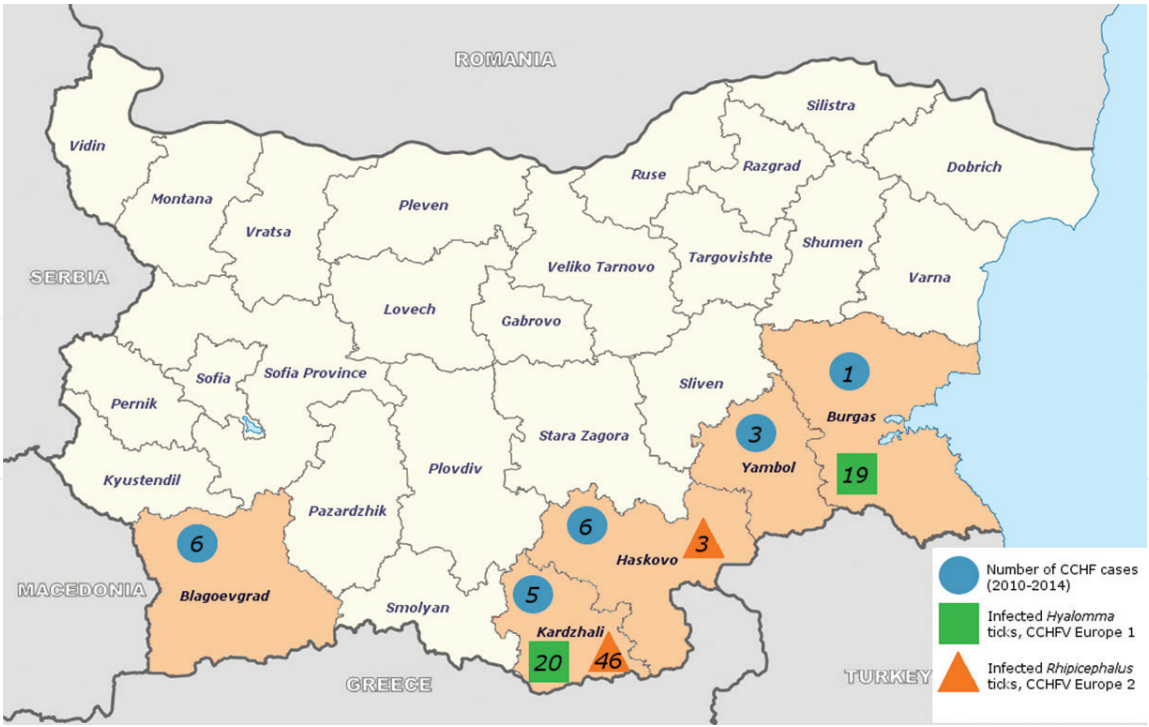 ROMANIA
Silistra
Vidin
Razgrad
Dobrich
Ruse
Montana
Pleven
Vratsa
Shumen
Targovishte
Veliko Tarnovo
SERBIA
Varna
Lovech
Gabrovo
Sofia Province
Sofia
1
Sliven
Pernik
Burgas
3
Stara Zagora
Yambol
Plovdiv
Kyustendil
19
Pazardzhik
6
6
3
Haskovo
MACEDONIA
Blagoevgrad
5
Smolyan
Kardzhali
20
46
GREECE
TURKEY
Number of CCHF cases
(2010-2014)
Infected Hyalomma
ticks, CCHFV Europe 1
Infected Rhipicephalus
ticks, CCHFV Europe 2